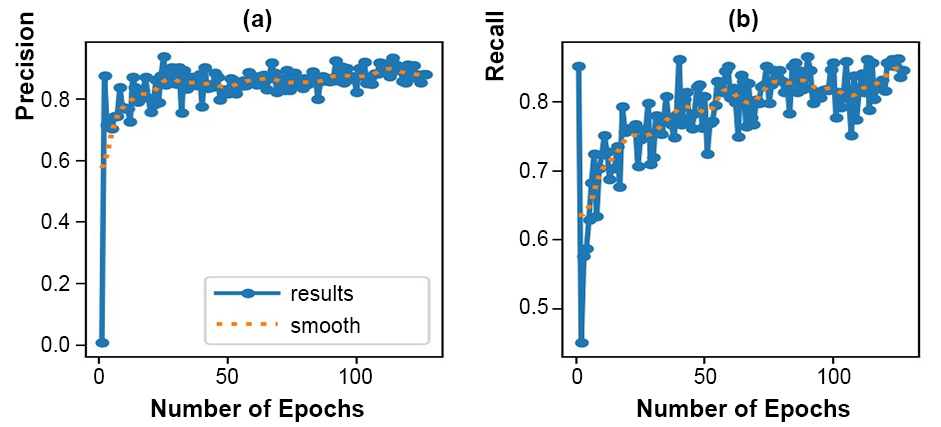 (a)
Precision
0.8
0.6
0.4
0.2
0.0
results
smooth
0 50 100
Number of Epochs
(b)
Recall
0.8
0.7
0.6
0.5
0 50 100
Number of Epochs